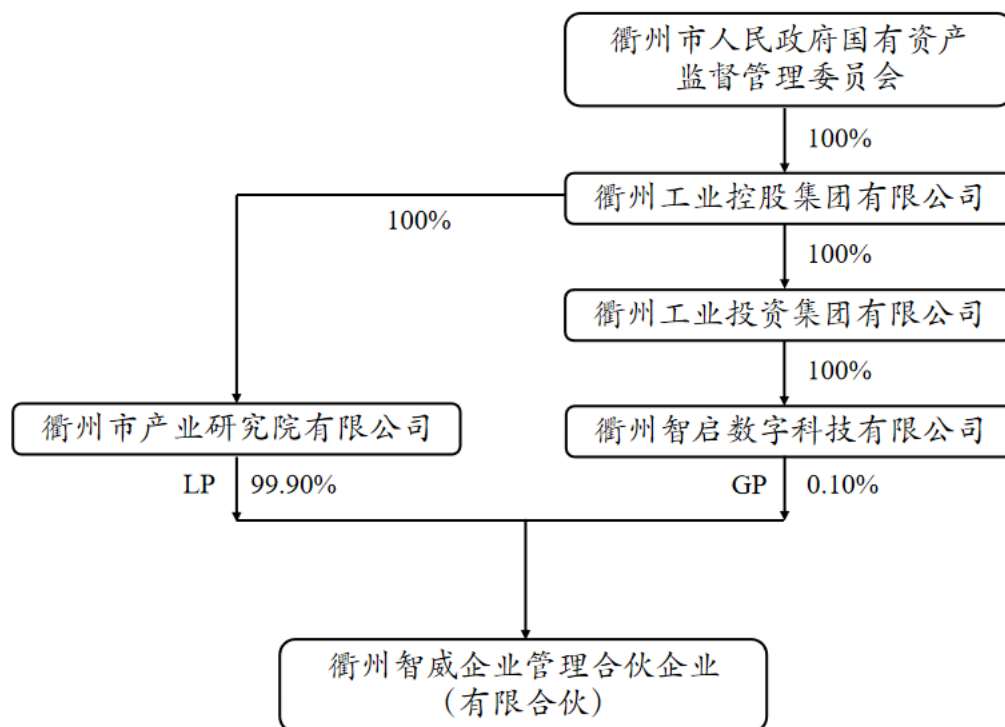 衢州市人民政府国有资产
监督管理委员会
100%
衢州工业控股集团有限公司
100%
100%
衢州工业投资集团有限公司
100%
衢州市产业研究院有限公司
衢州智启数字科技有限公司
LP 99.90%
GP 0.10%
衢州智威企业管理合伙企业
（有限合伙）